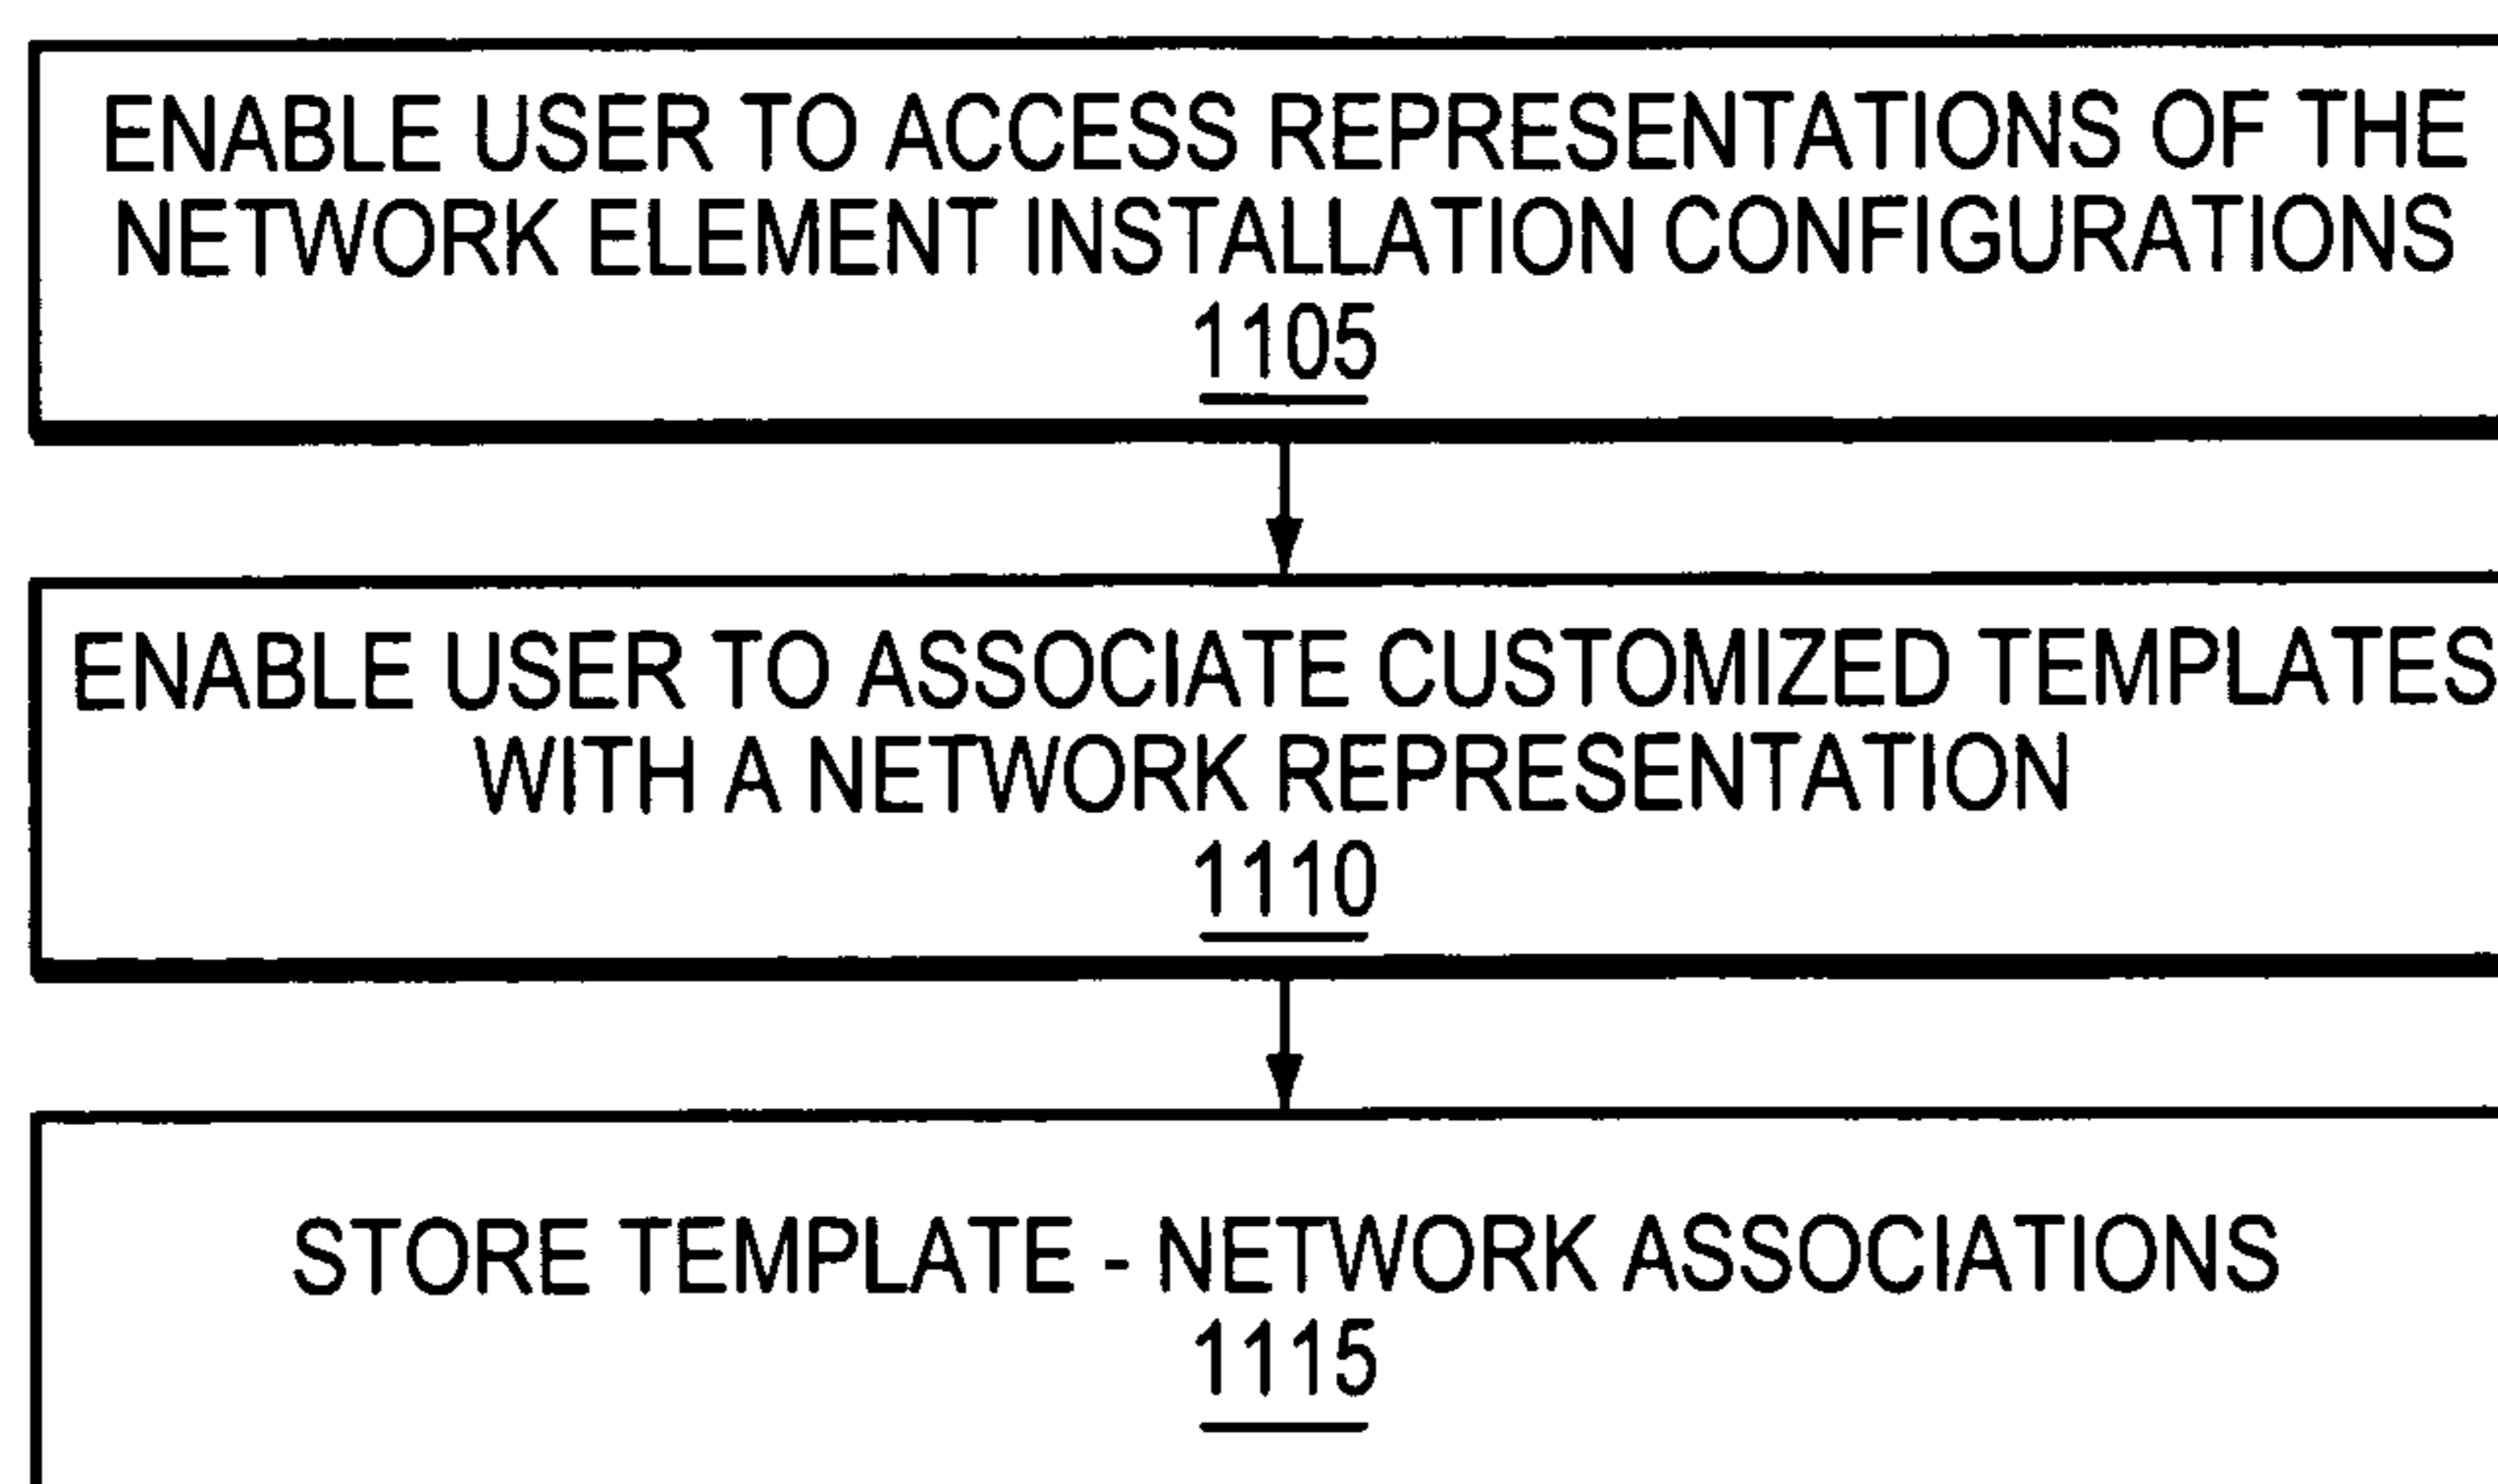 ENABLE USER TO ACCESS REPRESENTATIONS OF THE
NETWORK ELEMENT INSTALLATION CONFIGURATIONS
1105
ENABLE USER TO ASSOCIATE CUSTOMIZED TEMPLATES
WITH A NETWORK REPRESENTATION
1110
STORE TEMPLATE - NETWORK ASSOCIATIONS
1115